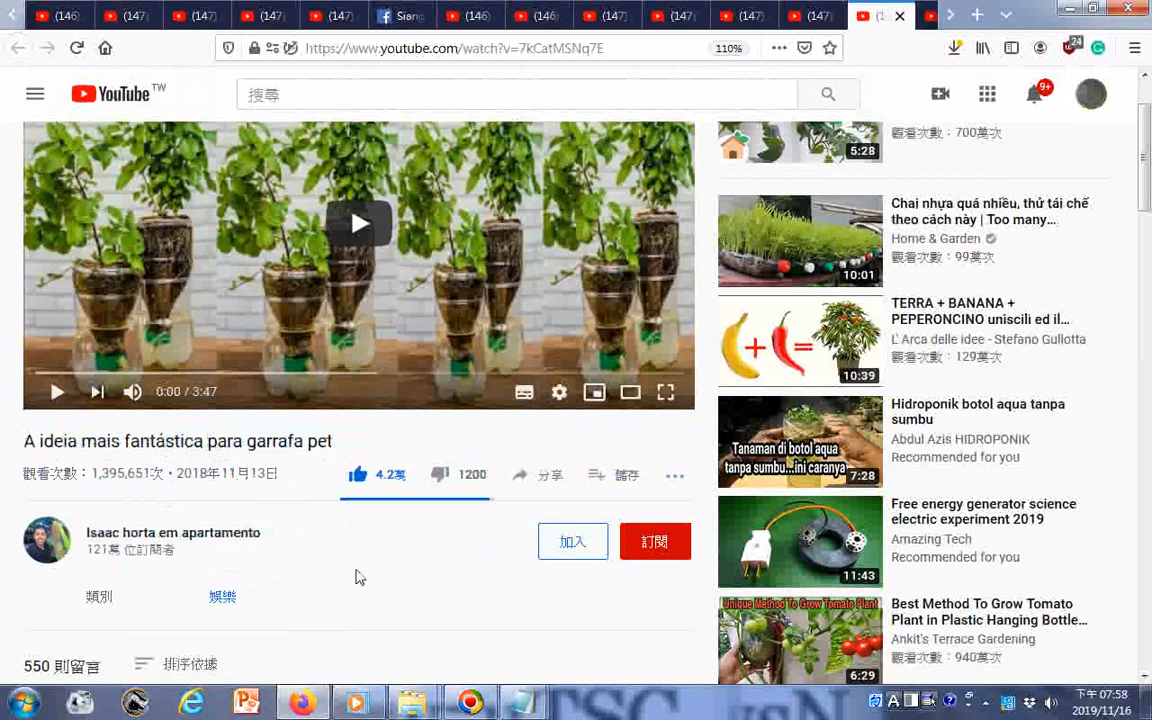 (146)
(147)
(147)
(147)
(147)
Siang
(146)
(146)
(147)
(147)
(147)
(147)
https://www.youtube.com/watch?v=7kCatMSNq7E
110%
24
YouTube TW
搜尋
9+
5:28
觀看次數：700萬次
10:01
Chai nhựa quá nhiều, thử tái chế
theo cách này | Too many...
Home & Garden
觀看次數：99萬次
10:39
TERRA + BANANA +
PEPERONCINO uniscili ed il...
L' Arca delle idee - Stefano Gullotta
觀看次數：129萬次
Tanaman di botol aqua
tanpa sumbu...ini caranya
7:28
Hidroponik botol aqua tanpa
sumbu
Abdul Azis HIDROPONIK
Recommended for you
11:43
Free energy generator science
electric experiment 2019
Amazing Tech
Recommended for you
Unique Method To Grow Tomato Plant
6:29
Best Method To Grow Tomato
Plant in Plastic Hanging Bottle...
Ankit's Terrace Gardening
觀看次數：940萬次
0:00 / 3:47
A ideia mais fantástica para garrafa pet
觀看次數：1,395,651次・2018年11月13日
4.2萬
1200
分享
儲存
Isaac horta em apartamento
121萬 位訂閱者
加入
訂閱
類別
娛樂
550 則留言
排序依據
下午 07:58
2019/11/16